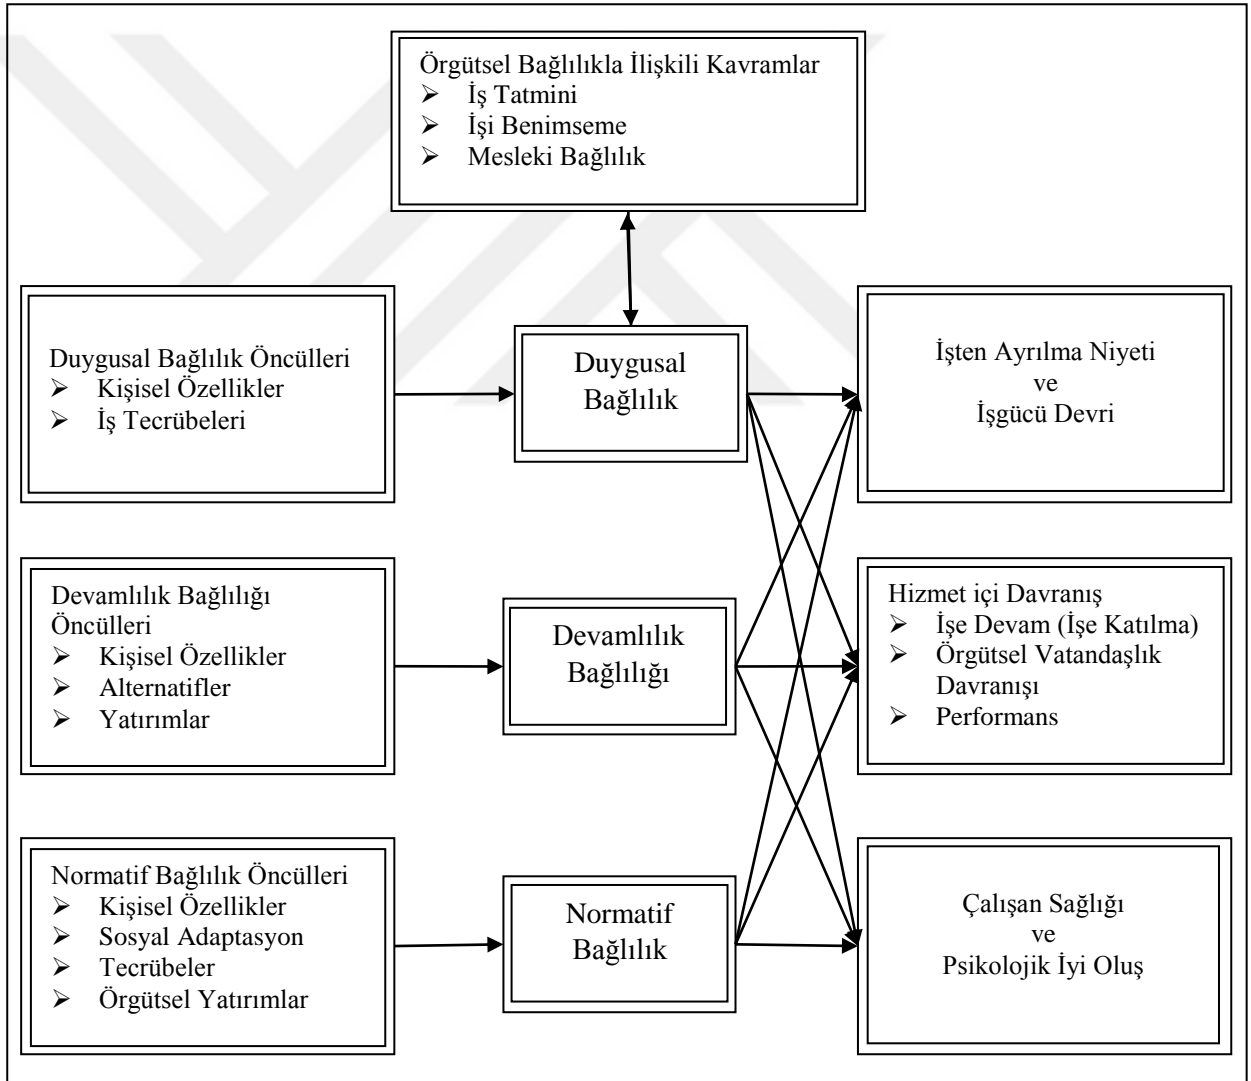 Örgütsel Bağlılıkla İlişkili Kavramlar
➢ İş Tatmini
➢ İşi Benimseme
➢ Mesleki Bağlılık
Duygusal Bağlılık Öncülleri
➢ Kişisel Özellikler
➢ İş Tecrübeleri
Duygusal
Bağlılık
İşten Ayrılma Niyeti
ve
İşgücü Devri
Devamlılık Bağlılığı
Öncülleri
➢ Kişisel Özellikler
➢ Alternatifler
➢ Yatırımlar
Devamlılık
Bağlılığı
Hizmet içi Davranış
➢ İşe Devam (İşe Katılma)
➢ Örgütsel Vatandaşlık
Davranışı
➢ Performans
Normatif Bağlılık Öncülleri
➢ Kişisel Özellikler
➢ Sosyal Adaptasyon
➢ Tecrübeler
➢ Örgütsel Yatırımlar
Normatif
Bağlılık
Çalışan Sağlığı
ve
Psikolojik İyi Oluş